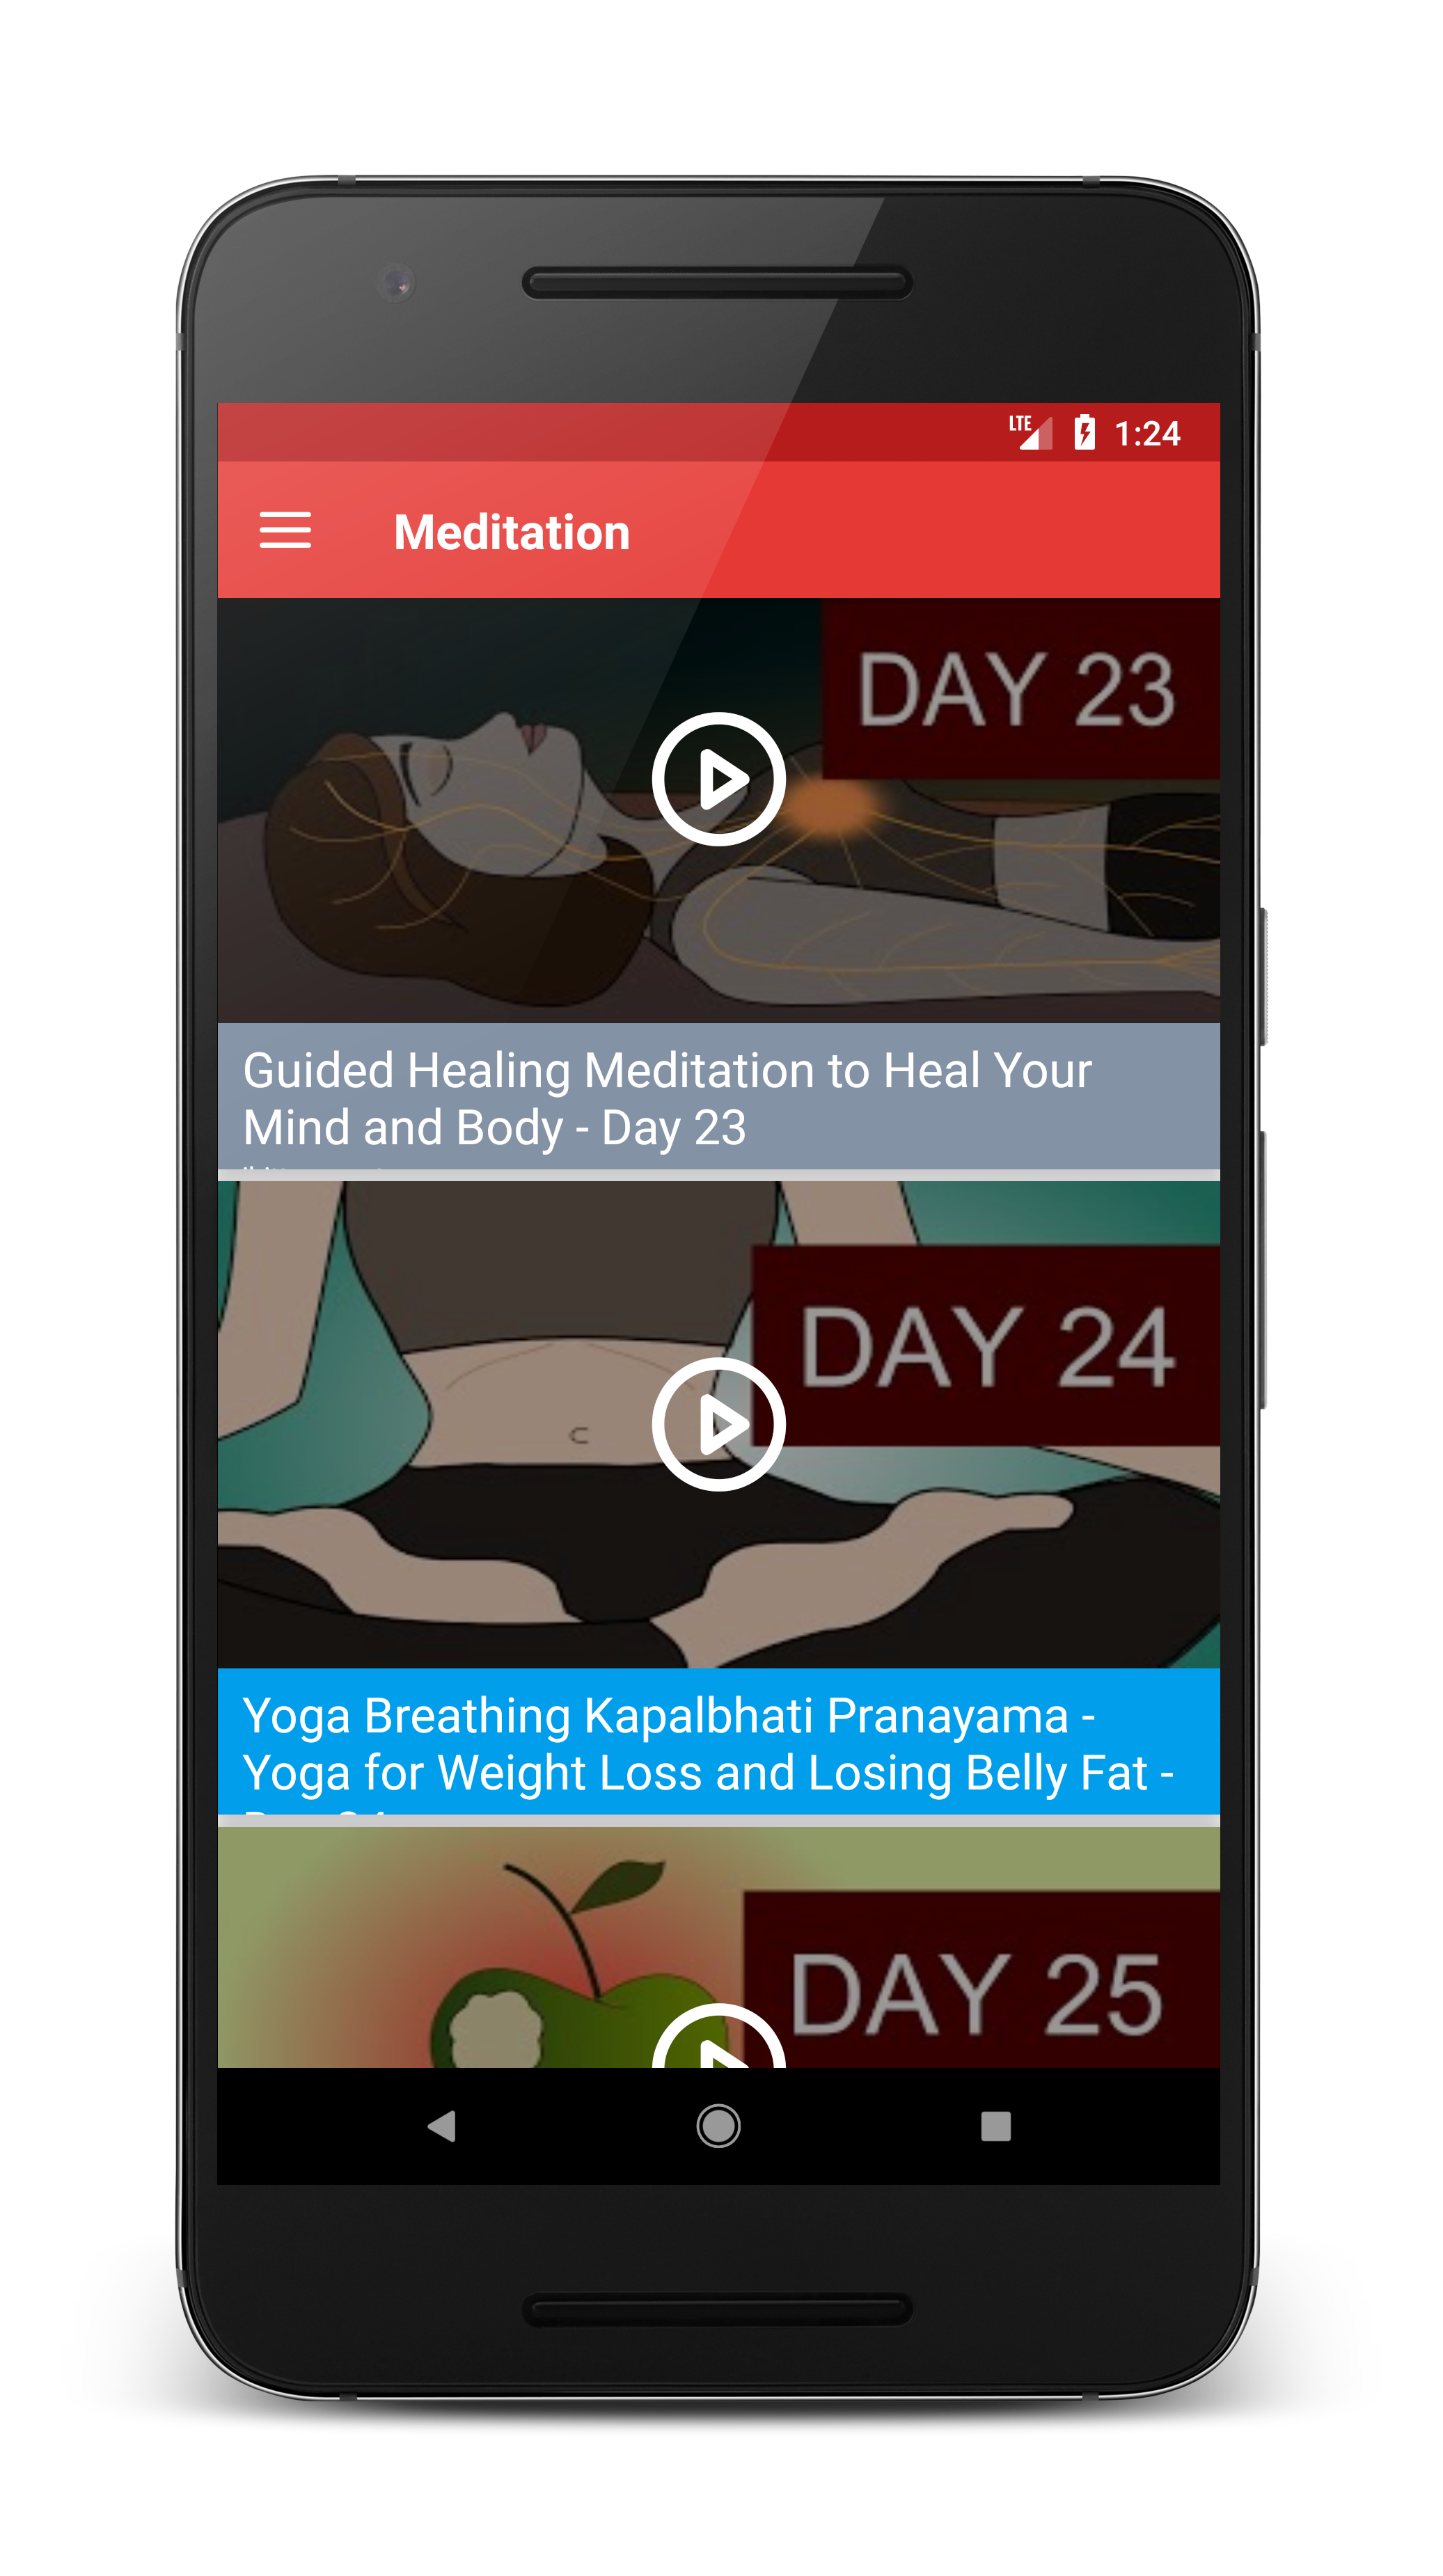 LTE 1:24
Meditation
DAY 23
Guided Healing Meditation to Heal Your
Mind and Body - Day 23
DAY 24
Yoga Breathing Kapalbhati Pranayama -
Yoga for Weight Loss and Losing Belly Fat -
DAY 25